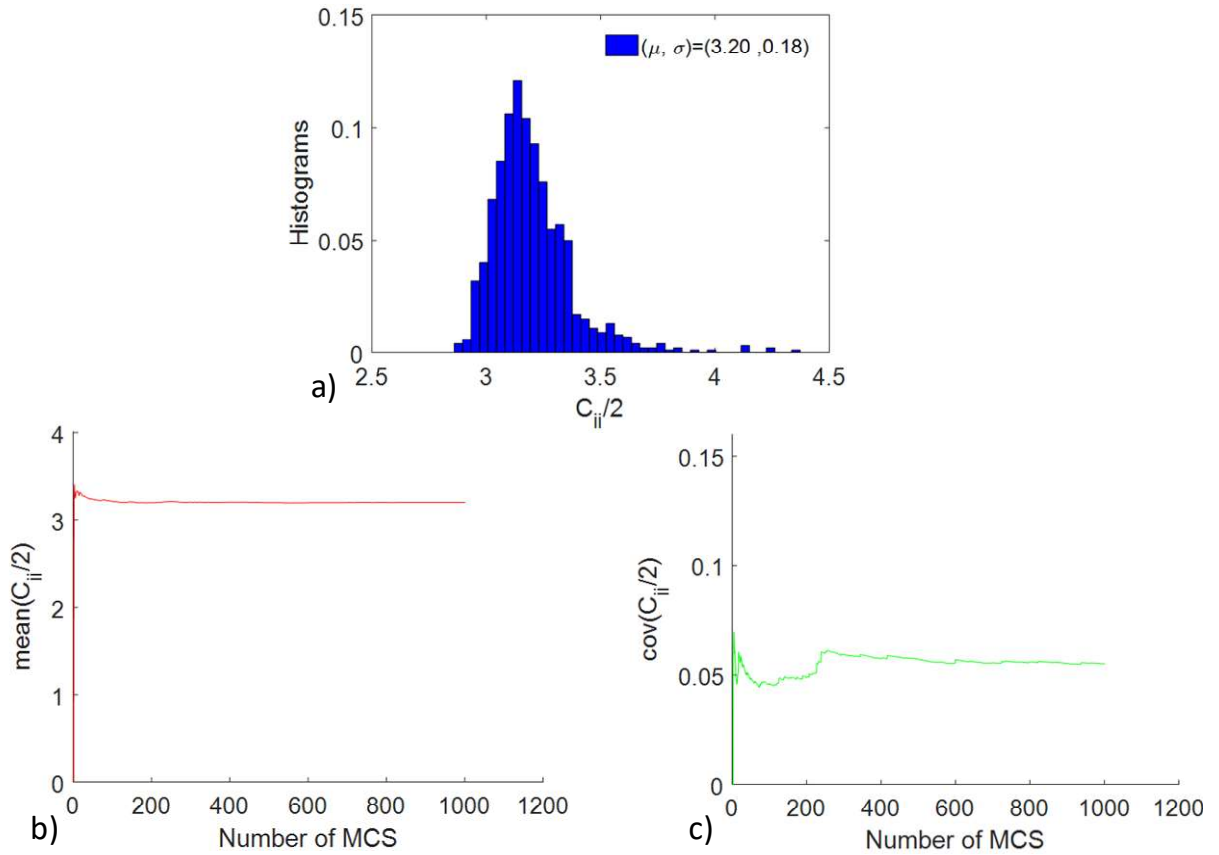 0.15
(μ, σ)=(3.20 ,0.18)
0.1
Histograms
0.05
0
2.5 3 3.5 4 4.5
a)
C_ii/2
4
3
2
1
0
mean(C_ii/2)
0 200 400 600 800 1000 1200
b)
Number of MCS
0.15
0.1
0.05
0
cov(C_ii/2)
0 200 400 600 800 1000 1200
c)
Number of MCS